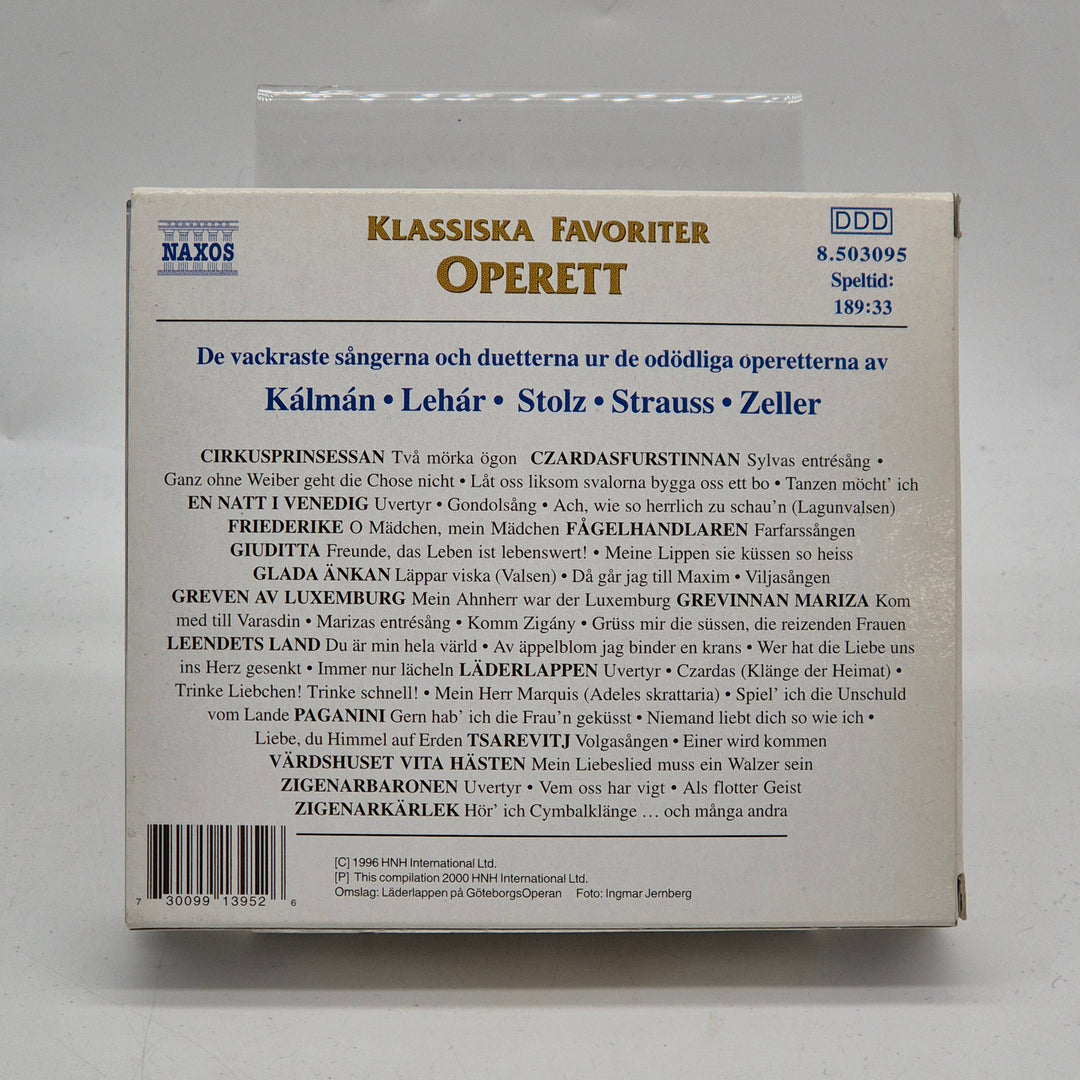 NAXOS
KLASSISKA FAVORITER
OPERETT
DDD
8.503095
Speltid:
189:33
De vackraste sångerna och duetterna ur de odödliga operetterna av
Kálmán • Lehár • Stolz • Strauss • Zeller
CIRKUSPRINSESSAN Två mörka ögon CZARDASFURSTINNAN Sylvas entrésång •
Ganz ohne Weiber geht die Chose nicht • Låt oss liksom svalorna bygga oss ett bo • Tanzen möcht' ich
EN NATT I VENEDIG Uvertyr • Gondolsång • Ach, wie so herrlich zu schau'n (Lagunvalsen)
FRIEDERIKE O Mädchen, mein Mädchen FÅGELHANDLAREN Farfarssången
GIUDITTA Freunde, das Leben ist lebenswert! • Meine Lippen sie küssen so heiss
GLADA ÄNKAN Läppar viska (Valsen) • Då går jag till Maxim • Viljasången
GREVEN AV LUXEMBURG Mein Ahnherr war der Luxemburg GREVINNAN MARIZA Kom
med till Varasdin • Marizas entrésång • Komm Zigány • Grüss mir die süssen, die reizenden Frauen
LEENDETS LAND Du är min hela värld • Av äppelblom jag binder en krans • Wer hat die Liebe uns
ins Herz gesenkt • Immer nur lächeln LÄDERLAPPEN Uvertyr • Czardas (Klänge der Heimat) •
Trinke Liebchen! Trinke schnell! • Mein Herr Marquis (Adeles skrattaria) • Spiel' ich die Unschuld
vom Lande PAGANINI Gern hab' ich die Frau'n geküsst • Niemand liebt dich so wie ich •
Liebe, du Himmel auf Erden TSAREVITJ Volgasången • Einer wird kommen
VÄRDSHUSET VITA HÄSTEN Mein Liebeslied muss ein Walzer sein
ZIGENARBARONEN Uvertyr • Vem oss har vigt • Als flotter Geist
ZIGENARKÄRLEK Hör' ich Cymbalklänge ... och många andra
7 30099 13952 6
[C] 1996 HNH International Ltd.
[P] This compilation 2000 HNH International Ltd.
Omslag: Läderlappen på GöteborgsOperan Foto: Ingmar Jernberg